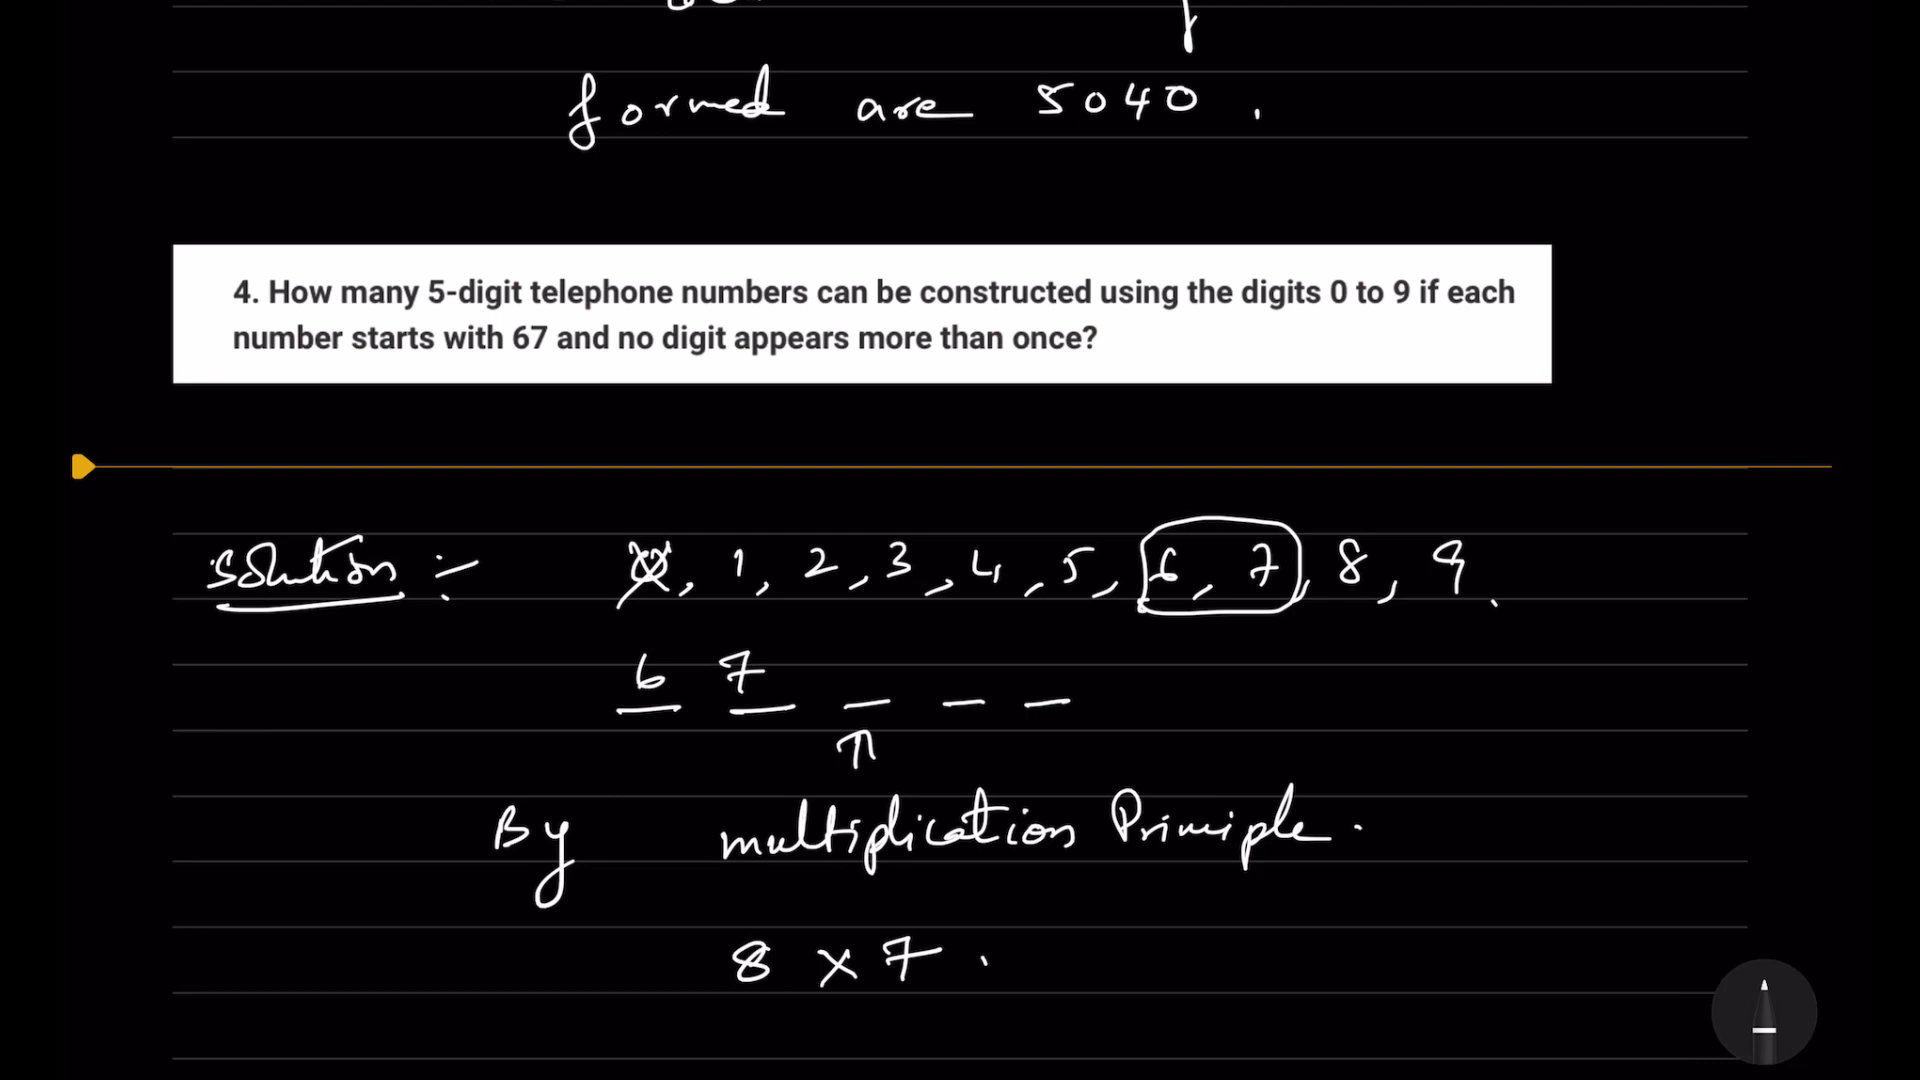 formed are 5040.
4. How many 5-digit telephone numbers can be constructed using the digits 0 to 9 if each
number starts with 67 and no digit appears more than once?
Solution :- 0, 1, 2, 3, 4, 5, 6, 7, 8, 9.
6 7 _ _ _
↑
By multiplication Principle.
8 × 7 .